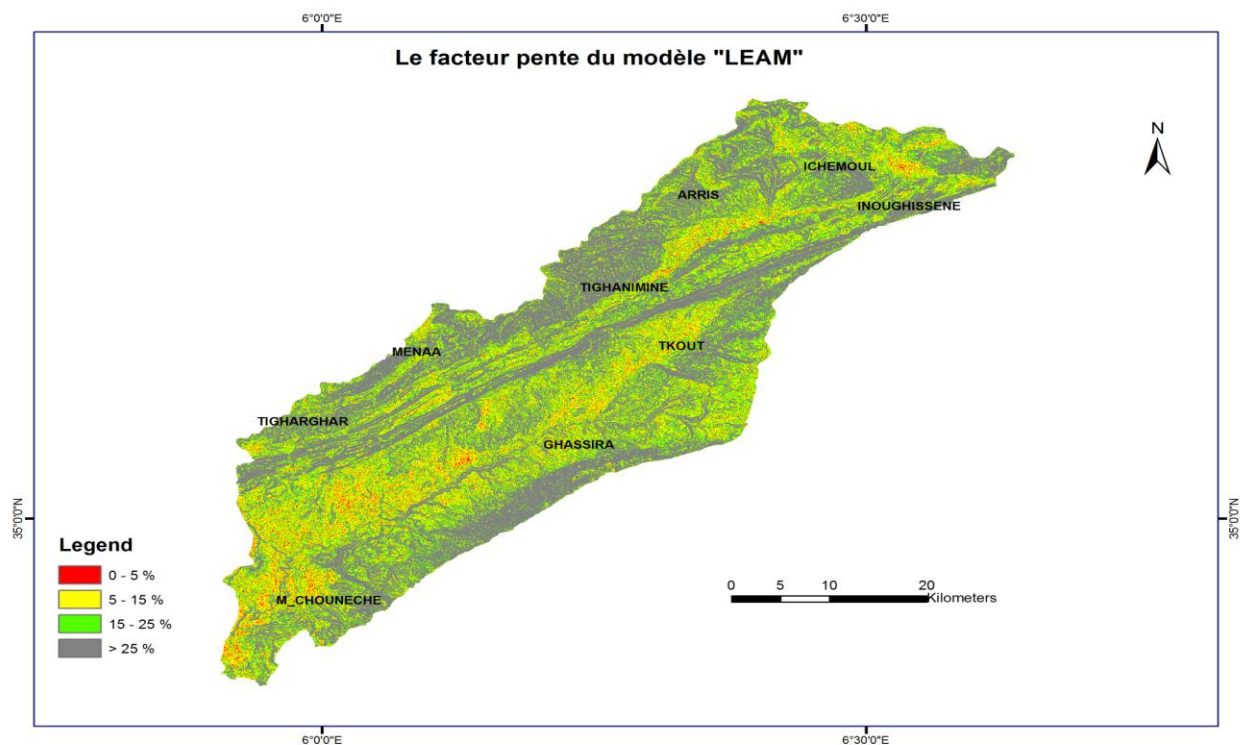 6°0'0"E
6°30'0"E
Le facteur pente du modèle "LEAM"
N
ICHEMOUL
ARRIS
INOUGHISSENE
TIGHANIMINE
TKOUT
MENAA
TIGHARGHAR
GHASSIRA
35°0'0"N
35°0'0"N
Legend
0 - 5 %
5 - 15 %
15 - 25 %
> 25 %
M_CHOUNECHE
0 5 10 20
Kilometers
6°0'0"E
6°30'0"E